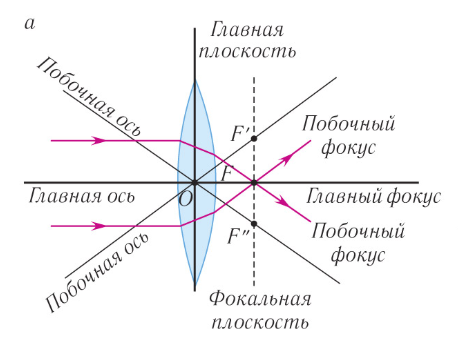 а
Главная
плоскость
Побочная ось
F′
Побочный
фокус
F
Главная ось
O
Главный фокус
F″
Побочный
фокус
Побочная ось
Фокальная
плоскость